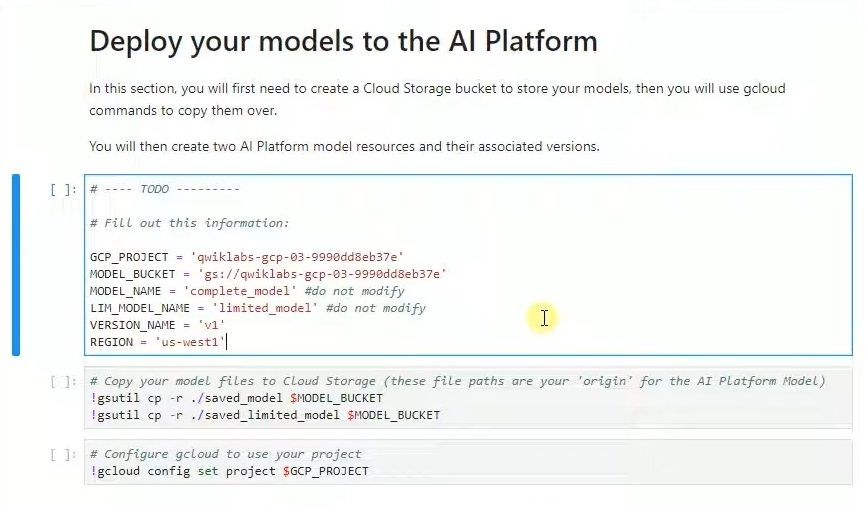 Deploy your models to the AI Platform
In this section, you will first need to create a Cloud Storage bucket to store your models, then you will use gcloud
commands to copy them over.
You will then create two AI Platform model resources and their associated versions.
[ ]: # ---- TODO ---------
# Fill out this information:
GCP_PROJECT = 'qwiklabs-gcp-03-9990dd8eb37e'
MODEL_BUCKET = 'gs://qwiklabs-gcp-03-9990dd8eb37e'
MODEL_NAME = 'complete_model' #do not modify
LIM_MODEL_NAME = 'limited_model' #do not modify
VERSION_NAME = 'v1'
REGION = 'us-west1'
[ ]: # Copy your model files to Cloud Storage (these file paths are your 'origin' for the AI Platform Model)
!gsutil cp -r ./saved_model $MODEL_BUCKET
!gsutil cp -r ./saved_limited_model $MODEL_BUCKET
[ ]: # Configure gcloud to use your project
!gcloud config set project $GCP_PROJECT